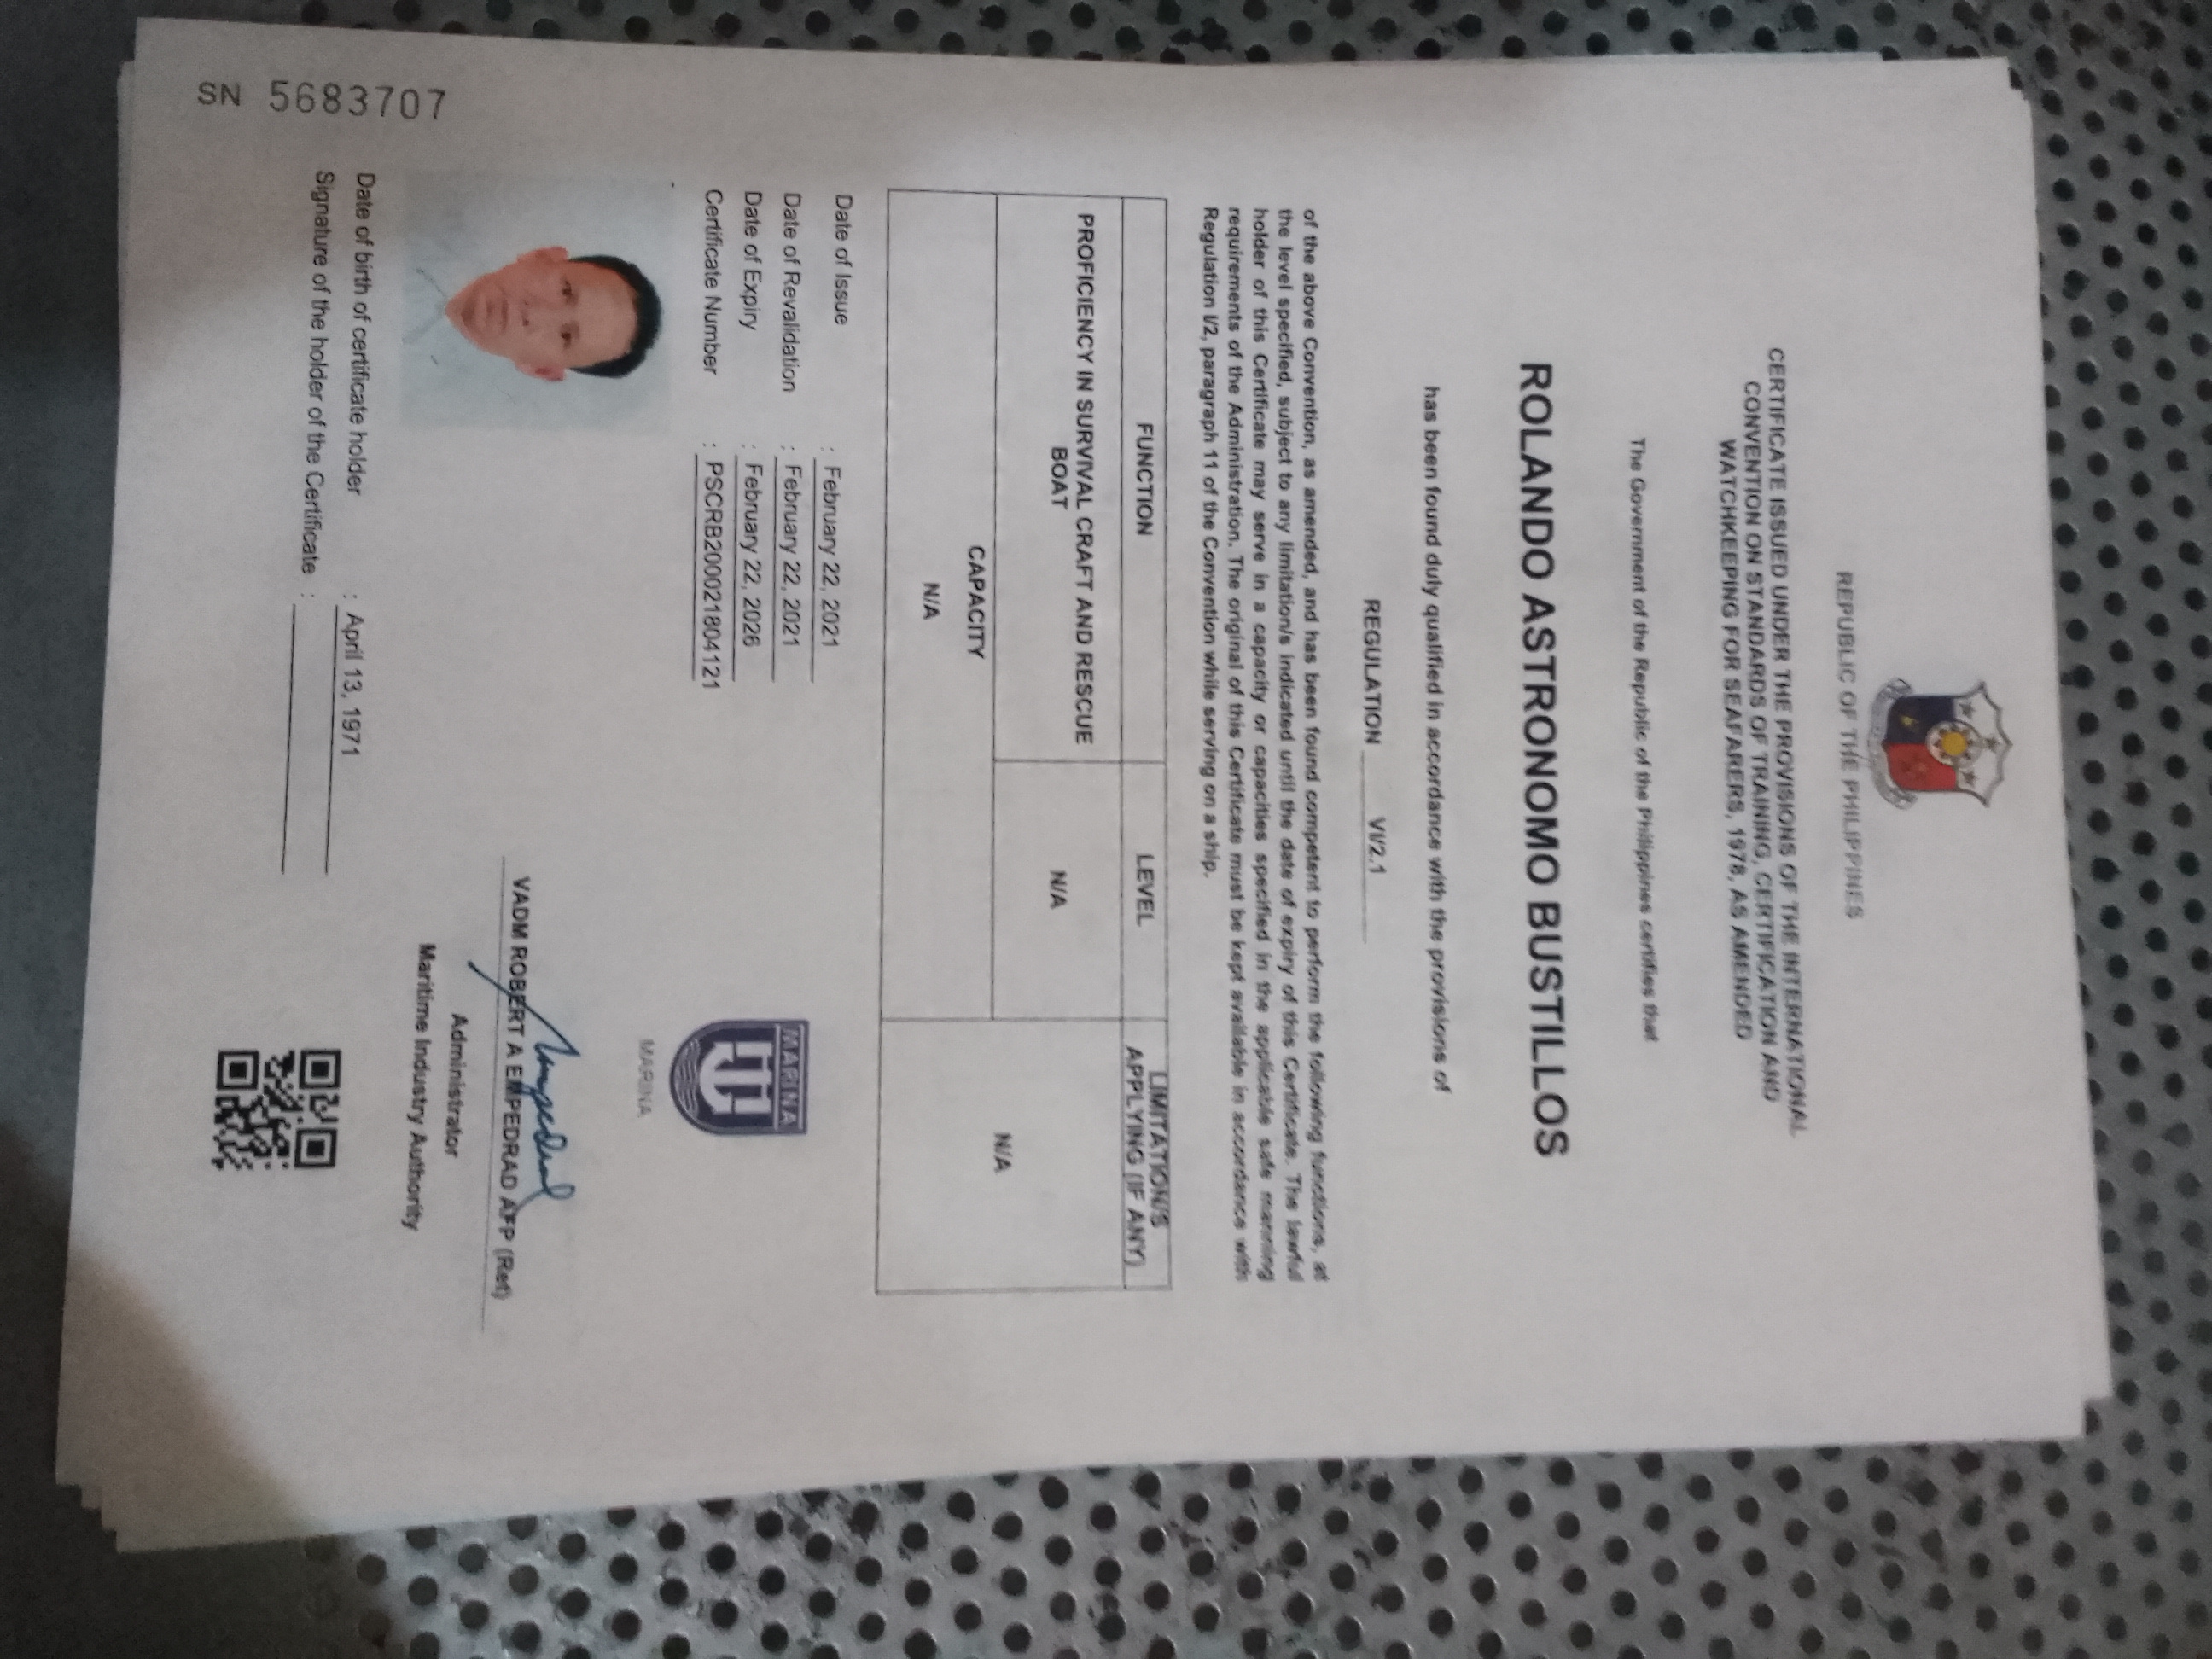 REPUBLIC OF THE PHILIPPINES
CERTIFICATE ISSUED UNDER THE PROVISIONS OF THE INTERNATIONAL
CONVENTION ON STANDARDS OF TRAINING, CERTIFICATION AND
WATCHKEEPING FOR SEAFARERS, 1978, AS AMENDED
The Government of the Republic of the Philippines certifies that
ROLANDO ASTRONOMO BUSTILLOS
has been found duly qualified in accordance with the provisions of
REGULATION VI/2.1
of the above Convention, as amended, and has been found competent to perform the following functions, at
the level specified, subject to any limitation/s indicated until the date of expiry of this Certificate. The lawful
holder of this Certificate may serve in a capacity or capacities specified in the applicable safe manning
requirements of the Administration. The original of this Certificate must be kept available in accordance with
Regulation I/2, paragraph 11 of the Convention while serving on a ship.
FUNCTION LEVEL LIMITATION/S
APPLYING (IF ANY)
PROFICIENCY IN SURVIVAL CRAFT AND RESCUE
BOAT N/A N/A
CAPACITY
N/A
Date of Issue : February 22, 2021
Date of Revalidation : February 22, 2021
Date of Expiry : February 22, 2026
Certificate Number : PSCRB200021804121
MARINA
MARINA
VADM ROBERT A EMPEDRAD AFP (Ret)
Administrator
Maritime Industry Authority
Date of birth of certificate holder : April 13, 1971
Signature of the holder of the Certificate :
SN 5683707